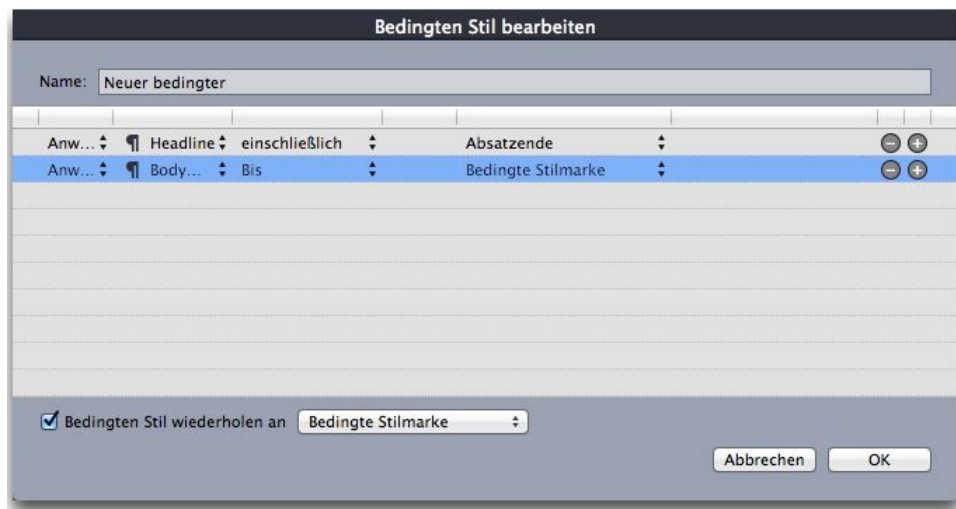 Bedingten Stil bearbeiten
Name: Neuer bedingter
Anw... ¶ Headline einschließlich Absatzende
Anw... ¶ Body... Bis Bedingte Stilmarke
Bedingten Stil wiederholen an Bedingte Stilmarke
Abbrechen OK